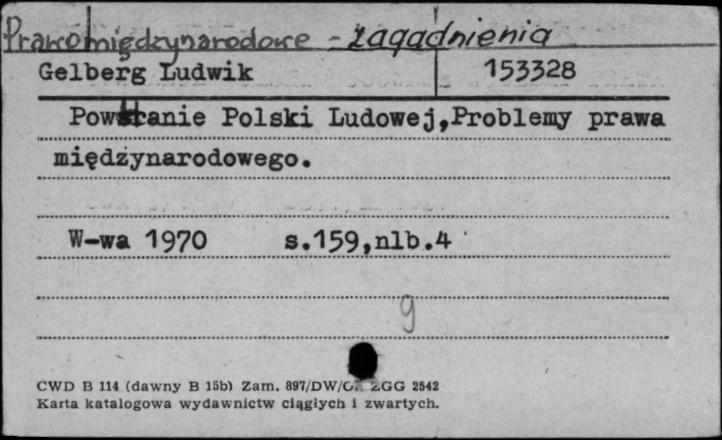 Prawo międzynarodowe - zagadnienia
Gelberg Ludwik 153328
Powstanie Polski Ludowej,Problemy prawa
międzynarodowego.
W-wa 1970 s.159,nlb.4
9
CWD B 114 (dawny B 15b) Zam. 897/DW/ ZGG 2542
Karta katalogowa wydawnictw ciągłych i zwartych.